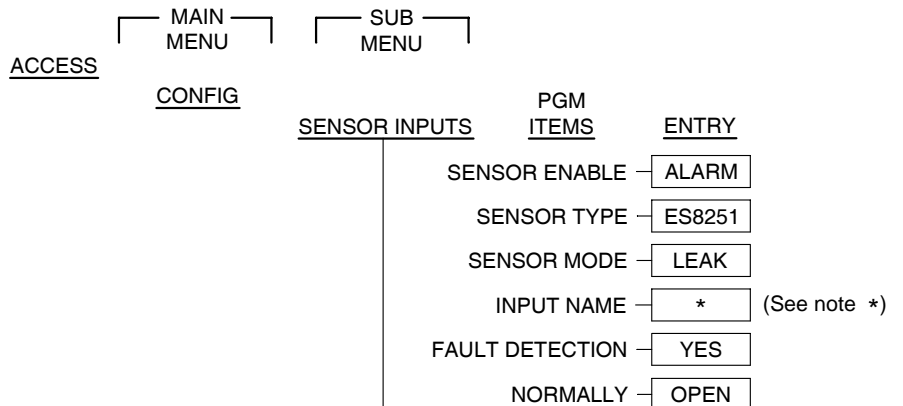 MAIN MENU
SUB MENU
ACCESS
CONFIG
SENSOR INPUTS
PGM ITEMS
ENTRY
SENSOR ENABLE ALARM
SENSOR TYPE ES8251
SENSOR MODE LEAK
INPUT NAME * (See note *)
FAULT DETECTION YES
NORMALLY OPEN